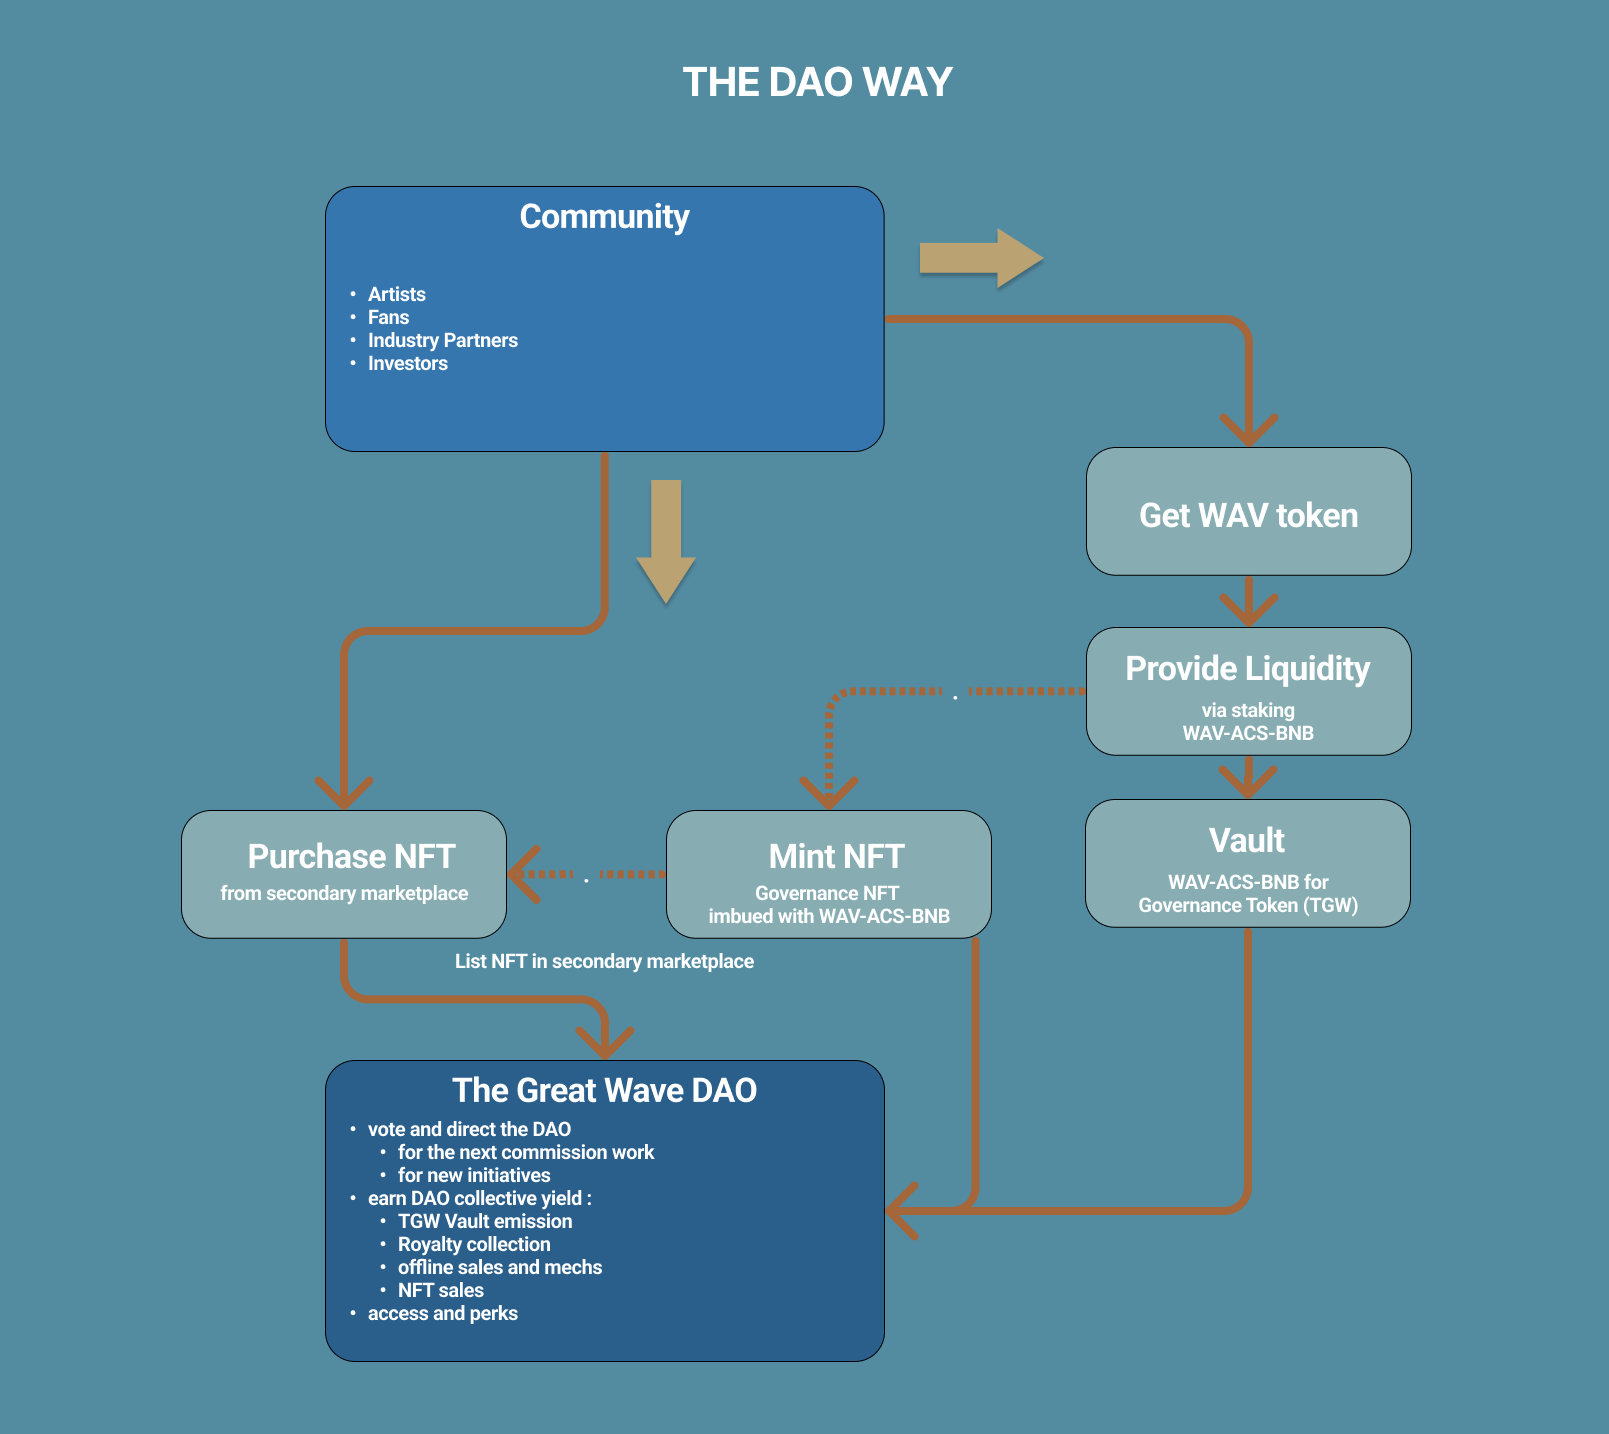 THE DAO WAY
Community
• Artists
• Fans
• Industry Partners
• Investors
Get WAV token
Provide Liquidity
via staking
WAV-ACS-BNB
.
Purchase NFT
from secondary marketplace
.
Mint NFT
Governance NFT
imbued with WAV-ACS-BNB
Vault
WAV-ACS-BNB for
Governance Token (TGW)
List NFT in secondary marketplace
The Great Wave DAO
• vote and direct the DAO
• for the next commission work
• for new initiatives
• earn DAO collective yield :
• TGW Vault emission
• Royalty collection
• offline sales and mechs
• NFT sales
• access and perks